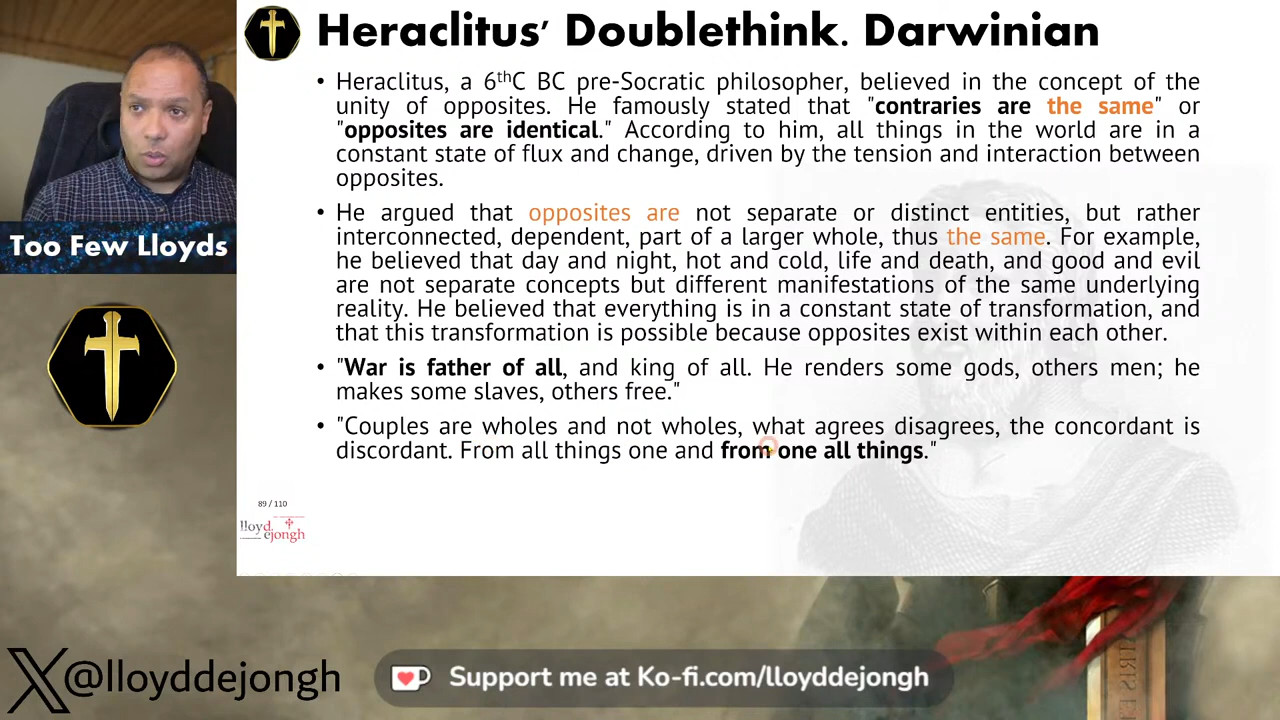 Heraclitus' Doublethink. Darwinian
• Heraclitus, a 6thC BC pre-Socratic philosopher, believed in the concept of the
unity of opposites. He famously stated that "contraries are the same" or
"opposites are identical." According to him, all things in the world are in a
constant state of flux and change, driven by the tension and interaction between
opposites.
• He argued that opposites are not separate or distinct entities, but rather
interconnected, dependent, part of a larger whole, thus the same. For example,
he believed that day and night, hot and cold, life and death, and good and evil
are not separate concepts but different manifestations of the same underlying
reality. He believed that everything is in a constant state of transformation, and
that this transformation is possible because opposites exist within each other.
• "War is father of all, and king of all. He renders some gods, others men; he
makes some slaves, others free."
• "Couples are wholes and not wholes, what agrees disagrees, the concordant is
discordant. From all things one and from one all things."
Too Few Lloyds
89 / 110
lloyd
ejongh
X@lloyddejongh
Support me at Ko-fi.com/lloyddejongh